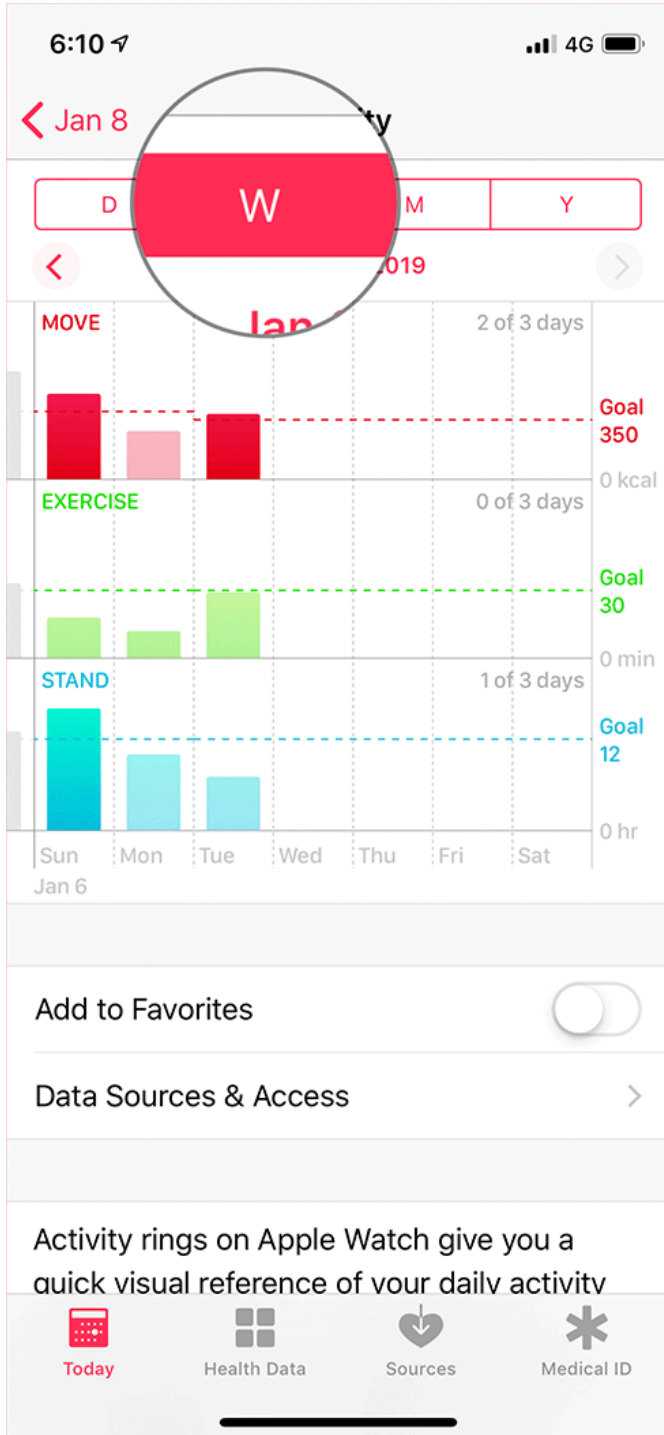 6:10 4G
Jan 8
D W M Y
2019
MOVE 2 of 3 days
Goal
350
0 kcal
EXERCISE 0 of 3 days
Goal
30
0 min
STAND 1 of 3 days
Goal
12
0 hr
Sun Mon Tue Wed Thu Fri Sat
Jan 6
Add to Favorites
Data Sources & Access
Activity rings on Apple Watch give you a
quick visual reference of your daily activity
Today Health Data Sources Medical ID